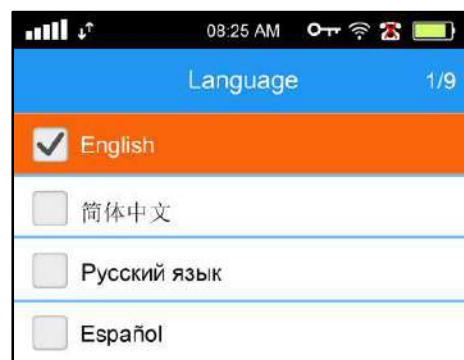 08:25 AM
Language 1/9
English
简体中文
Русский язык
Español